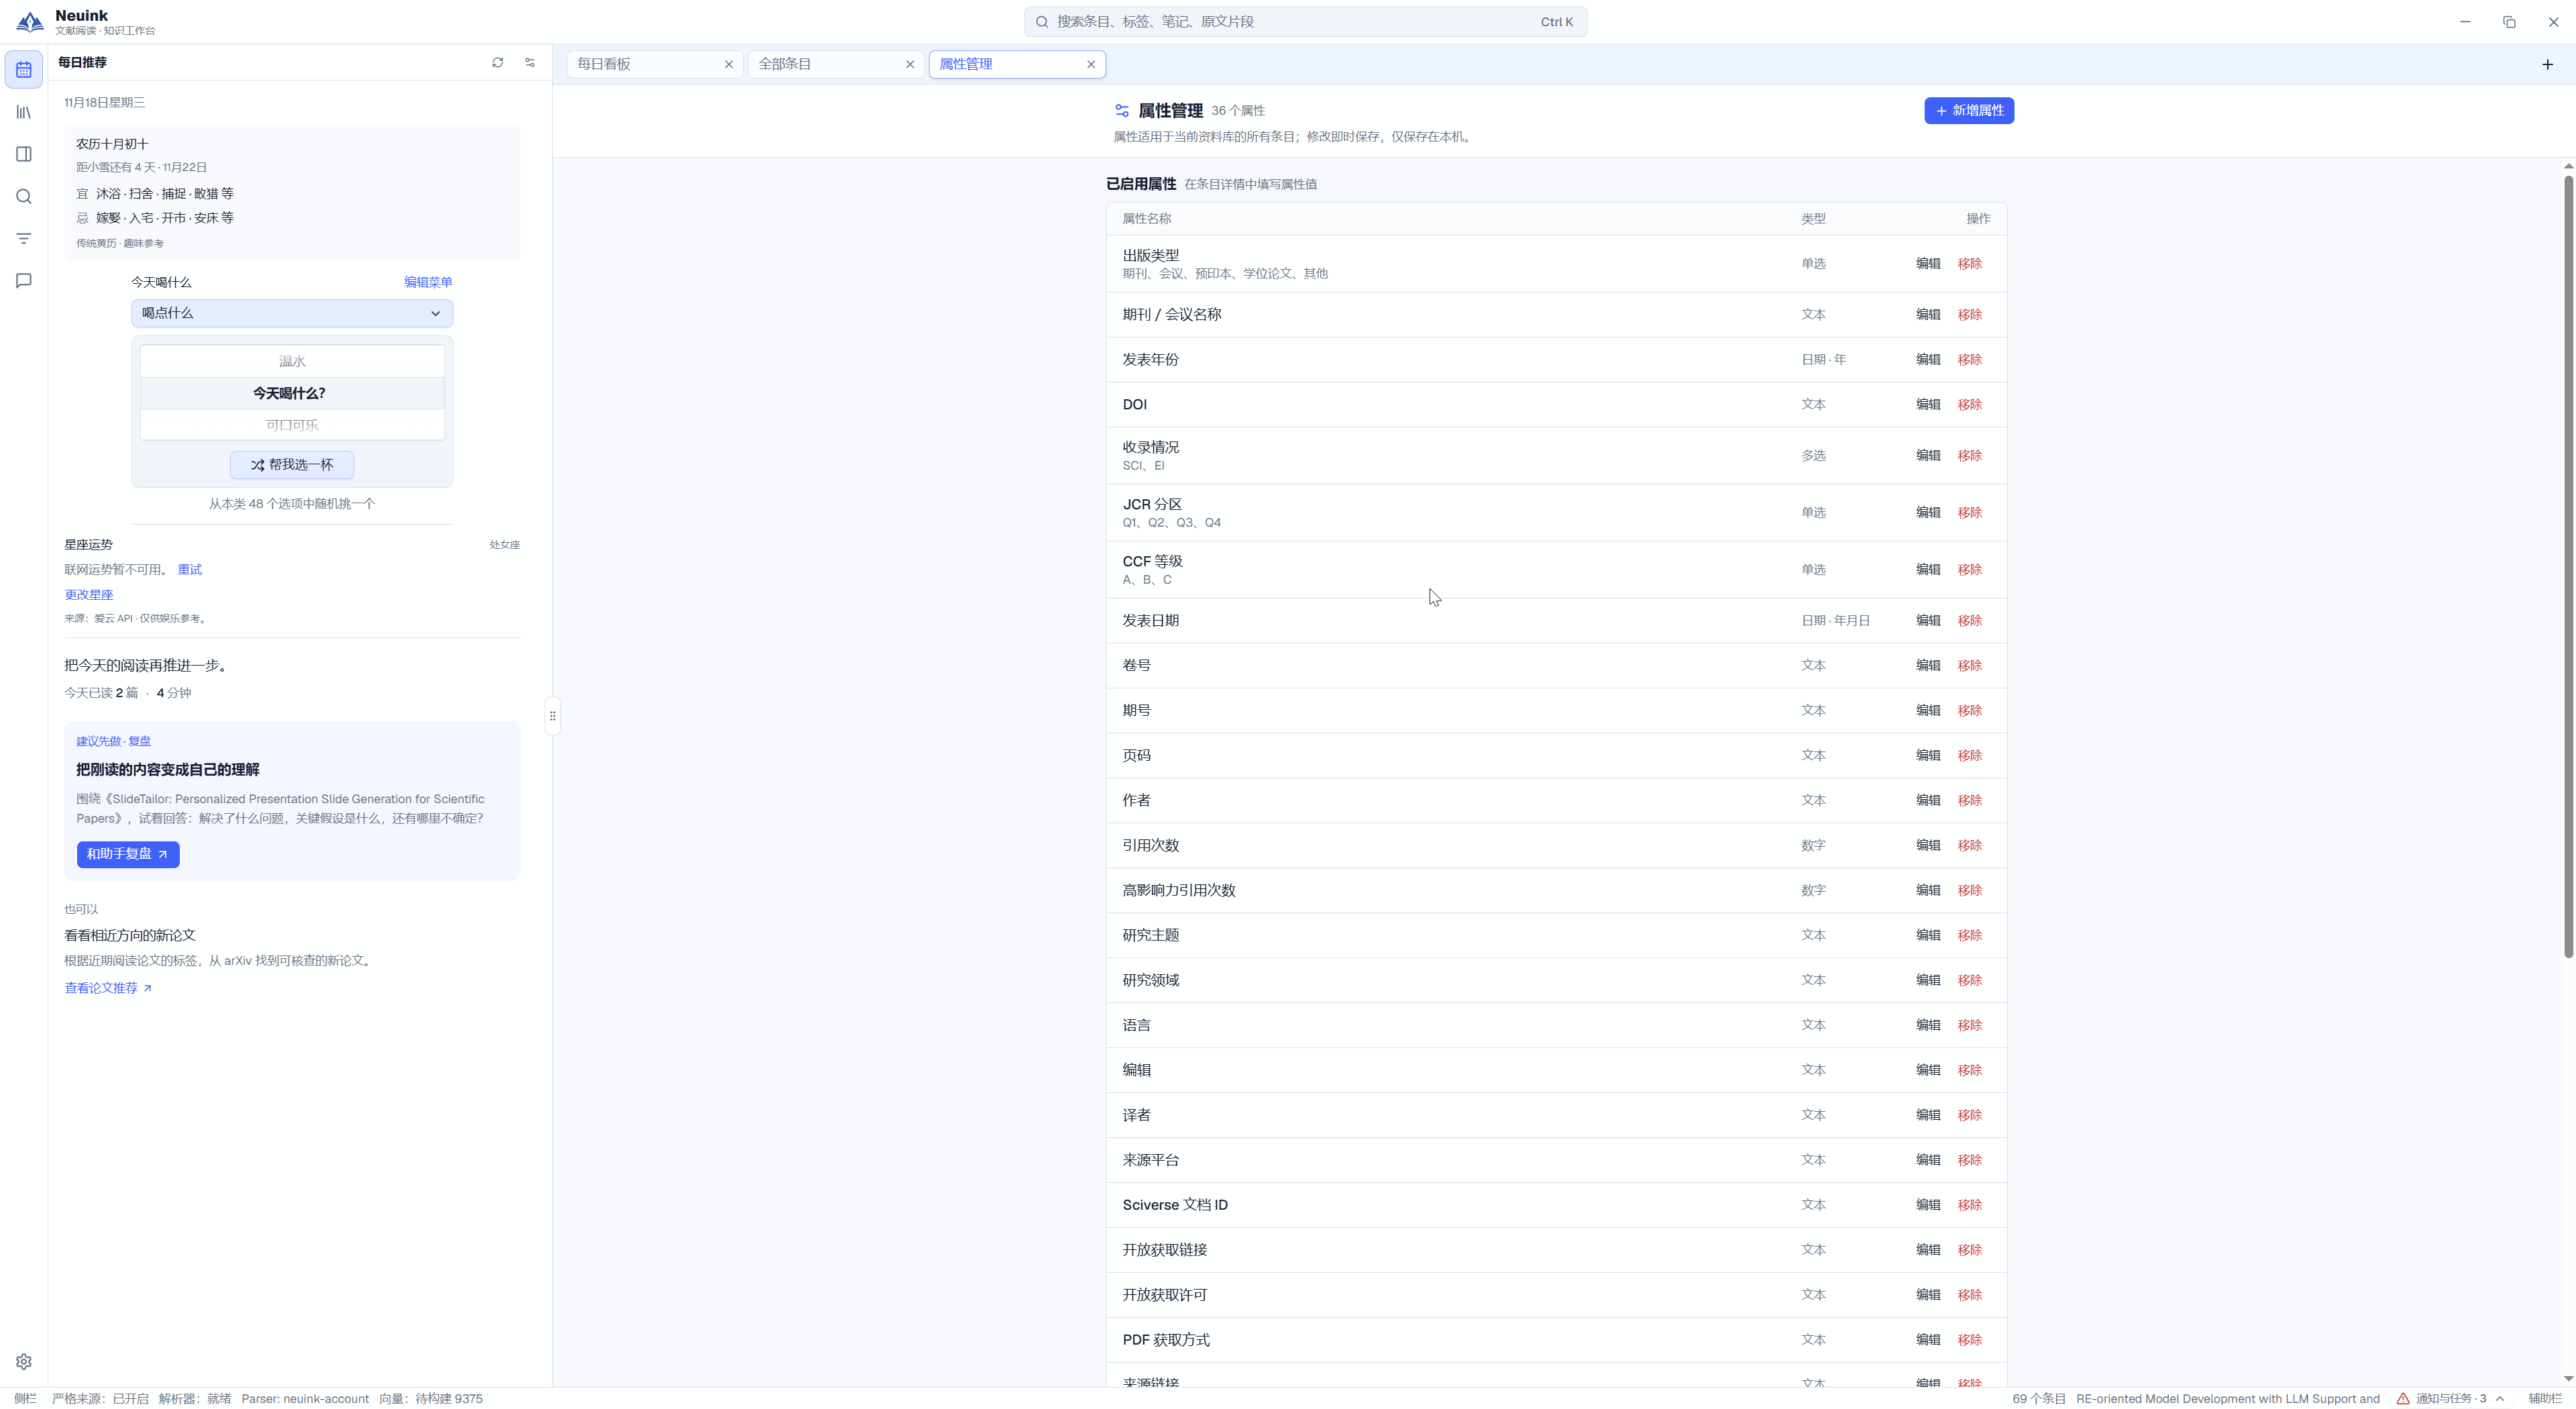 Neuink
文献阅读 · 知识工作台
搜索条目、标签、笔记、原文片段 Ctrl K
每日推荐
11月18日星期三
农历十月初十
距小雪还有 4 天 · 11月22日
宜 沐浴 · 扫舍 · 捕捉 · 畋猎 等
忌 嫁娶 · 入宅 · 开市 · 安床 等
传统黄历 · 趣味参考
今天喝什么 编辑菜单
喝点什么
温水
今天喝什么?
可口可乐
帮我选一杯
从本类 48 个选项中随机挑一个
星座运势 处女座
联网运势暂不可用。 重试
更改星座
来源：爱云 API · 仅供娱乐参考。
把今天的阅读再推进一步。
今天已读 2 篇 · 4 分钟
建议先做 · 复盘
把刚读的内容变成自己的理解
围绕《SlideTailor: Personalized Presentation Slide Generation for Scientific
Papers》，试着回答：解决了什么问题，关键假设是什么，还有哪里不确定?
和助手复盘
也可以
看看相近方向的新论文
根据近期阅读论文的标签，从 arXiv 找到可核查的新论文。
查看论文推荐
每日看板 全部条目 属性管理
属性管理 36 个属性
新增属性
属性适用于当前资料库的所有条目；修改即时保存，仅保存在本机。
已启用属性 在条目详情中填写属性值
属性名称 类型 操作
出版类型 单选 编辑 移除
期刊、会议、预印本、学位论文、其他
期刊 / 会议名称 文本 编辑 移除
发表年份 日期 · 年 编辑 移除
DOI 文本 编辑 移除
收录情况 多选 编辑 移除
SCI、EI
JCR 分区 单选 编辑 移除
Q1、Q2、Q3、Q4
CCF 等级 单选 编辑 移除
A、B、C
发表日期 日期 · 年月日 编辑 移除
卷号 文本 编辑 移除
期号 文本 编辑 移除
页码 文本 编辑 移除
作者 文本 编辑 移除
引用次数 数字 编辑 移除
高影响力引用次数 数字 编辑 移除
研究主题 文本 编辑 移除
研究领域 文本 编辑 移除
语言 文本 编辑 移除
编辑 文本 编辑 移除
译者 文本 编辑 移除
来源平台 文本 编辑 移除
Sciverse 文档 ID 文本 编辑 移除
开放获取链接 文本 编辑 移除
开放获取许可 文本 编辑 移除
PDF 获取方式 文本 编辑 移除
来源链接 文本 编辑 移除
侧栏 严格来源：已开启 解析器：就绪 Parser: neuink-account 向量：待构建 9375
69 个条目 RE-oriented Model Development with LLM Support and 通知与任务 · 3 辅助栏